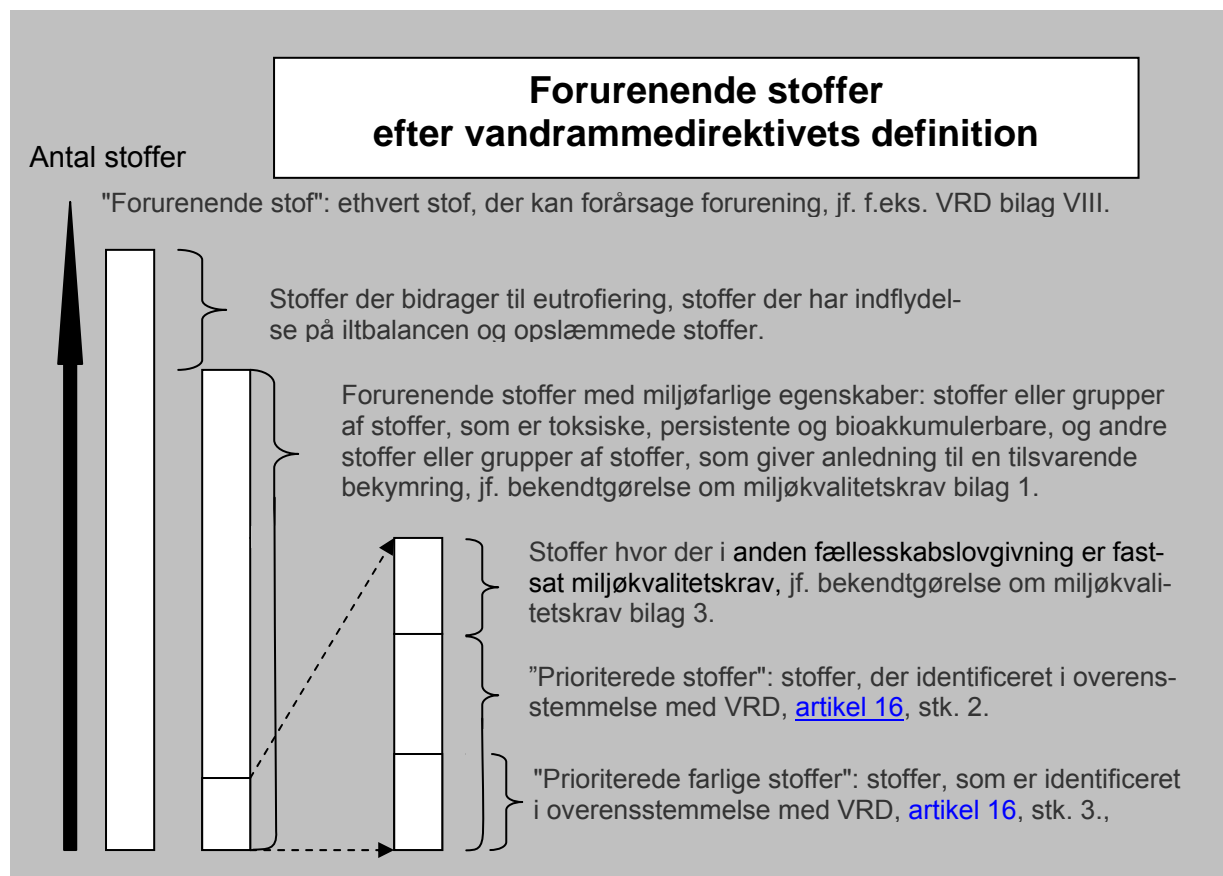 Forurenende stoffer
efter vandrammedirektivets definition
Antal stoffer
"Forurenende stof": ethvert stof, der kan forårsage forurening, jf. f.eks. VRD bilag VIII.
Stoffer der bidrager til eutrofiering, stoffer der har indflydel-
se på iltbalancen og opslæmmede stoffer.
Forurenende stoffer med miljøfarlige egenskaber: stoffer eller grupper
af stoffer, som er toksiske, persistente og bioakkumulerbare, og andre
stoffer eller grupper af stoffer, som giver anledning til en tilsvarende
bekymring, jf. bekendtgørelse om miljøkvalitetskrav bilag 1.
Stoffer hvor der i anden fællesskabslovgivning er fast-
sat miljøkvalitetskrav, jf. bekendtgørelse om miljøkvali-
tetskrav bilag 3.
”Prioriterede stoffer": stoffer, der identificeret i overens-
stemmelse med VRD, artikel 16, stk. 2.
"Prioriterede farlige stoffer": stoffer, som er identificeret
i overensstemmelse med VRD, artikel 16, stk. 3.,